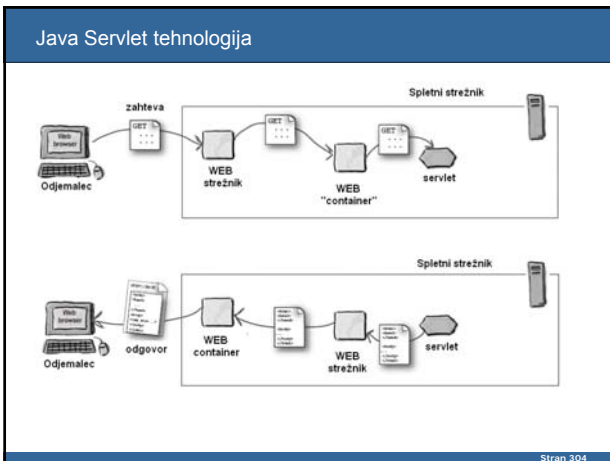 Java Servlet tehnologija
Spletni strežnik
zahteva
GET
GET
GET
Web
browser
Odjemalec
WEB
strežnik
WEB
"container"
servlet
Spletni strežnik
Web
browser
Odjemalec
odgovor
WEB
container
WEB
strežnik
servlet
Stran 304